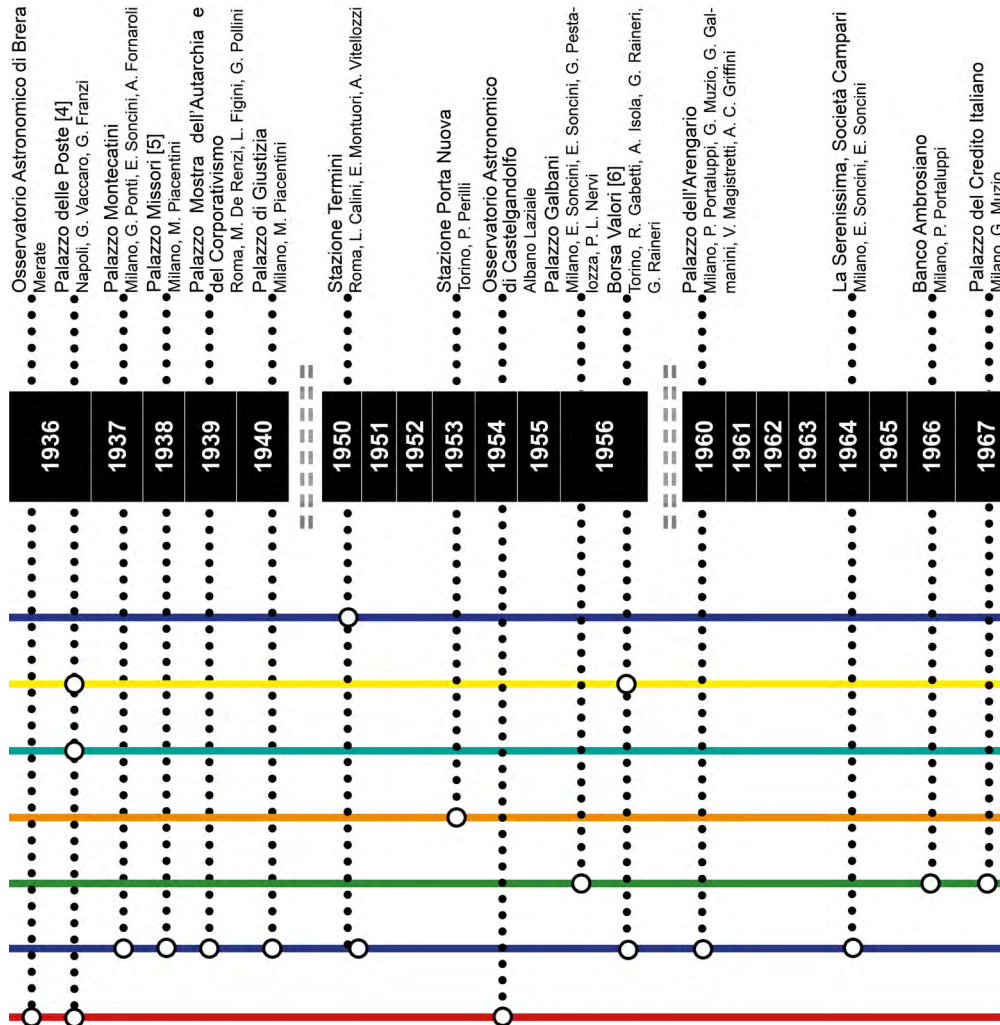 Osservatorio Astronomico di Brera
Merate
Palazzo delle Poste [4]
Napoli, G. Vaccaro, G. Franzi
Palazzo Montecatini
Milano, G. Ponti, E. Soncini, A. Fornaroli
Palazzo Missori [5]
Milano, M. Piacentini
Palazzo Mostra dell'Autarchia e
del Corporativismo
Roma, M. De Renzi, L. Figini, G. Pollini
Palazzo di Giustizia
Milano, M. Piacentini
Stazione Termini
Roma, L. Calini, E. Montuori, A. Vitellozzi
Stazione Porta Nuova
Torino, P. Perilli
Osservatorio Astronomico
di Castelgandolfo
Albano Laziale
Palazzo Galbani
Milano, E. Soncini, E. Soncini, G. Pesta-
lozza, P. L. Nervi
Borsa Valori [6]
Torino, R. Gabetti, A. Isola, G. Raineri,
G. Raineri
Palazzo dell'Arengario
Milano, P. Portaluppi, G. Muzio, G. Gal-
manini, V. Magistretti, A. C. Griffini
La Serenissima, Società Campari
Milano, E. Soncini, E. Soncini
Banco Ambrosiano
Milano, P. Portaluppi
Palazzo del Credito Italiano
Milano, G. Muzio
1936
1937
1938
1939
1940
1950
1951
1952
1953
1954
1955
1956
1960
1961
1962
1963
1964
1965
1966
1967